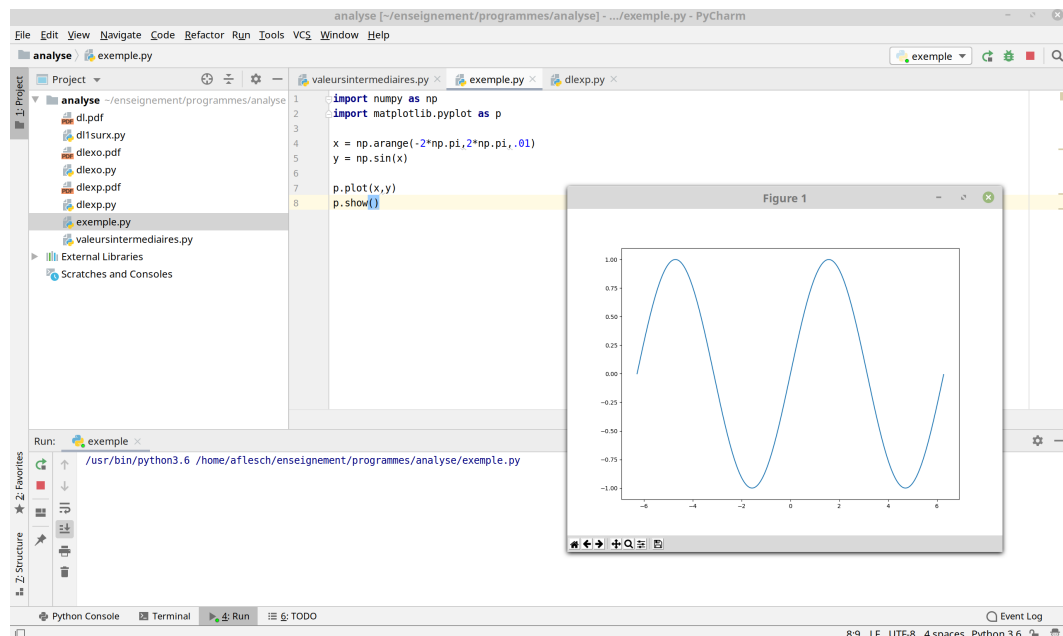 analyse [~/enseignement/programmes/analyse] - .../exemple.py - PyCharm
File Edit View Navigate Code Refactor Run Tools VCS Window Help
analyse exemple.py
exemple
1: Project
Project
valeursintermediaires.py exemple.py dlexp.py
analyse ~/enseignement/programmes/analyse
dl.pdf
dl1surx.py
dlexo.pdf
dlexo.py
dlexp.pdf
dlexp.py
exemple.py
valeursintermediaires.py
External Libraries
Scratches and Consoles
1 import numpy as np
2 import matplotlib.pyplot as p
3
4 x = np.arange(-2*np.pi,2*np.pi,.01)
5 y = np.sin(x)
6
7 p.plot(x,y)
8 p.show()
Figure 1
1.00
0.75
0.50
0.25
0.00
−0.25
−0.50
−0.75
−1.00
−6 −4 −2 0 2 4 6
Run: exemple
/usr/bin/python3.6 /home/aflesch/enseignement/programmes/analyse/exemple.py
2: Favorites
7: Structure
Python Console Terminal 4: Run 6: TODO
Event Log
8:9 LF UTF-8 4 spaces Python 3.6